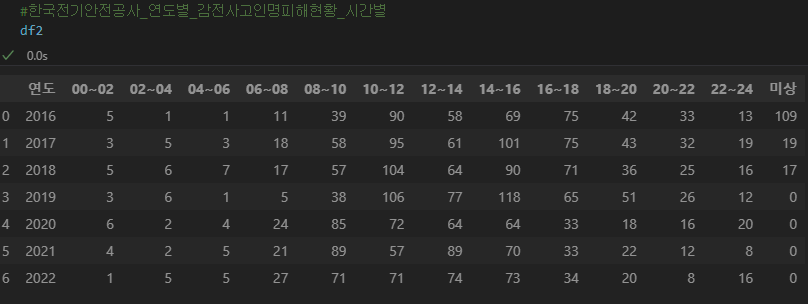 #한국전기안전공사_연도별_감전사고인명피해현황_시간별
df2
0.0s
연도 00~02 02~04 04~06 06~08 08~10 10~12 12~14 14~16 16~18 18~20 20~22 22~24 미상
0 2016 5 1 1 11 39 90 58 69 75 42 33 13 109
1 2017 3 5 3 18 58 95 61 101 75 43 32 19 19
2 2018 5 6 7 17 57 104 64 90 71 36 25 16 17
3 2019 3 6 1 5 38 106 77 118 65 51 26 12 0
4 2020 6 2 4 24 85 72 64 64 33 18 16 20 0
5 2021 4 2 5 21 89 57 89 70 33 22 12 8 0
6 2022 1 5 5 27 71 71 74 73 34 20 8 16 0